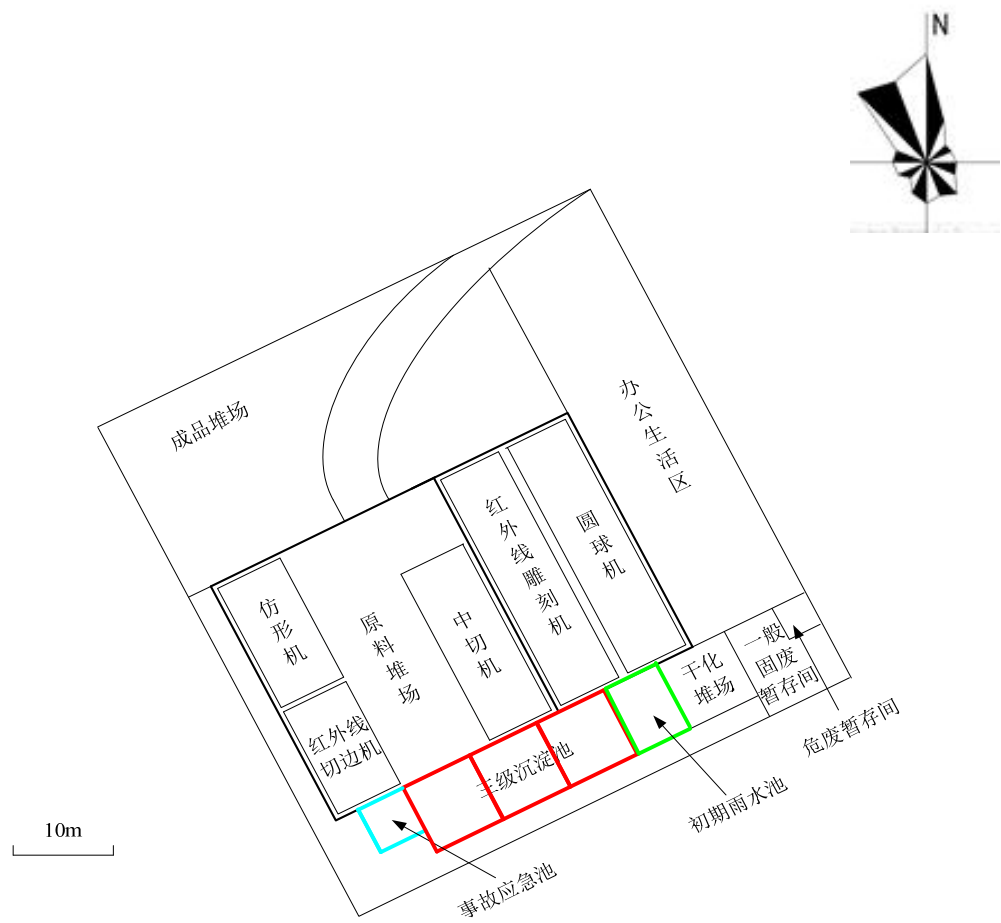 N
成品堆场
办公生活区
红外线雕刻机
圆球机
仿形机
原料堆场
中切机
红外线
切边机
三级沉淀池
干化
堆场
一般
固废
暂存间
危废暂存间
初期雨水池
事故应急池
10m